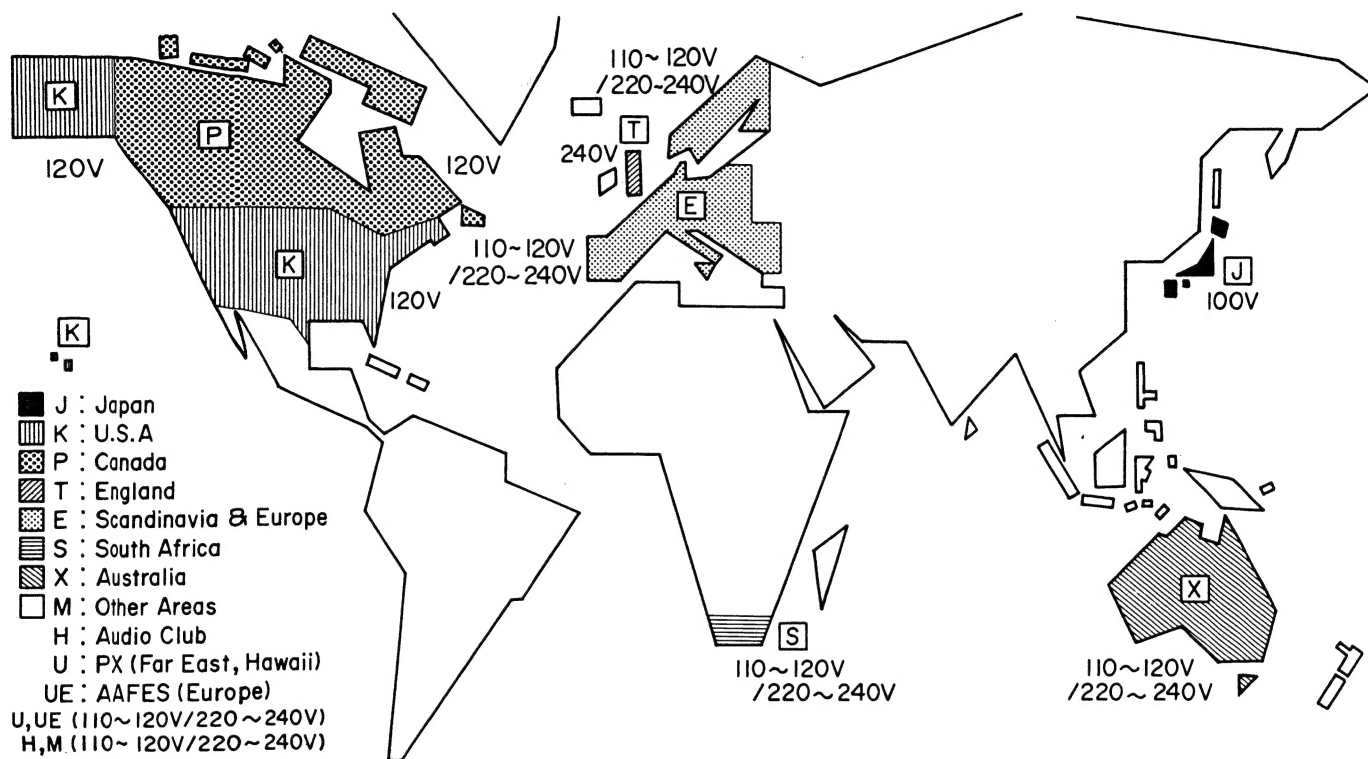 110~120V
/220~240V
K
P
T
120V
120V
240V
E
110~120V
/220~240V
K
120V
J
100V
K
J : Japan
K : U.S.A
P : Canada
T : England
E : Scandinavia & Europe
S : South Africa
X : Australia
M : Other Areas
H : Audio Club
U : PX (Far East, Hawaii)
UE : AAFES (Europe)
U,UE (110~120V/220~240V)
H,M (110~120V/220~240V)
S
110~120V
/220~240V
X
110~120V
/220~240V